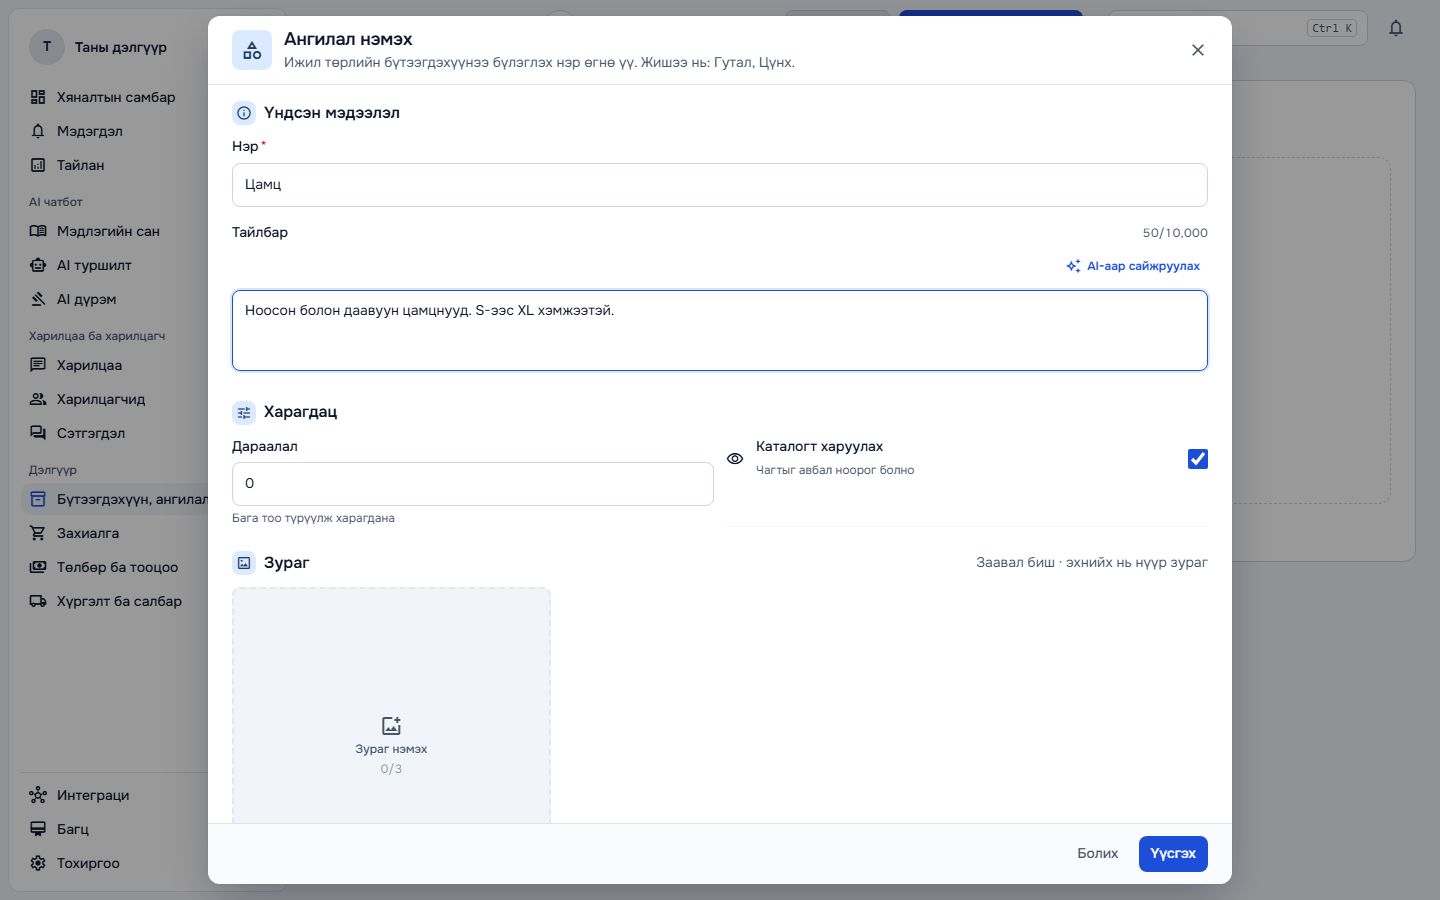 Т
Таны дэлгүүр
Хяналтын самбар
Мэдэгдэл
Тайлан
AI чатбот
Мэдлэгийн сан
AI туршилт
AI дүрэм
Харилцаа ба харилцагч
Харилцаа
Харилцагчид
Сэтгэгдэл
Дэлгүүр
Бүтээгдэхүүн, ангилал
Захиалга
Төлбөр ба тооцоо
Хүргэлт ба салбар
Интеграци
Багц
Тохиргоо
Ctrl K
Ангилал нэмэх
Ижил төрлийн бүтээгдэхүүнээ бүлэглэх нэр өгнө үү. Жишээ нь: Гутал, Цүнх.
Үндсэн мэдээлэл
Нэр *
Цамц
Тайлбар 50/10,000
AI-аар сайжруулах
Ноосон болон даавуун цамцнууд. S-ээс XL хэмжээтэй.
Харагдац
Дараалал
0
Бага тоо түрүүлж харагдана
Каталогт харуулах
Чагтыг авбал ноорог болно
Зураг Заавал биш · эхнийх нь нүүр зураг
Зураг нэмэх
0/3
Болих Үүсгэх